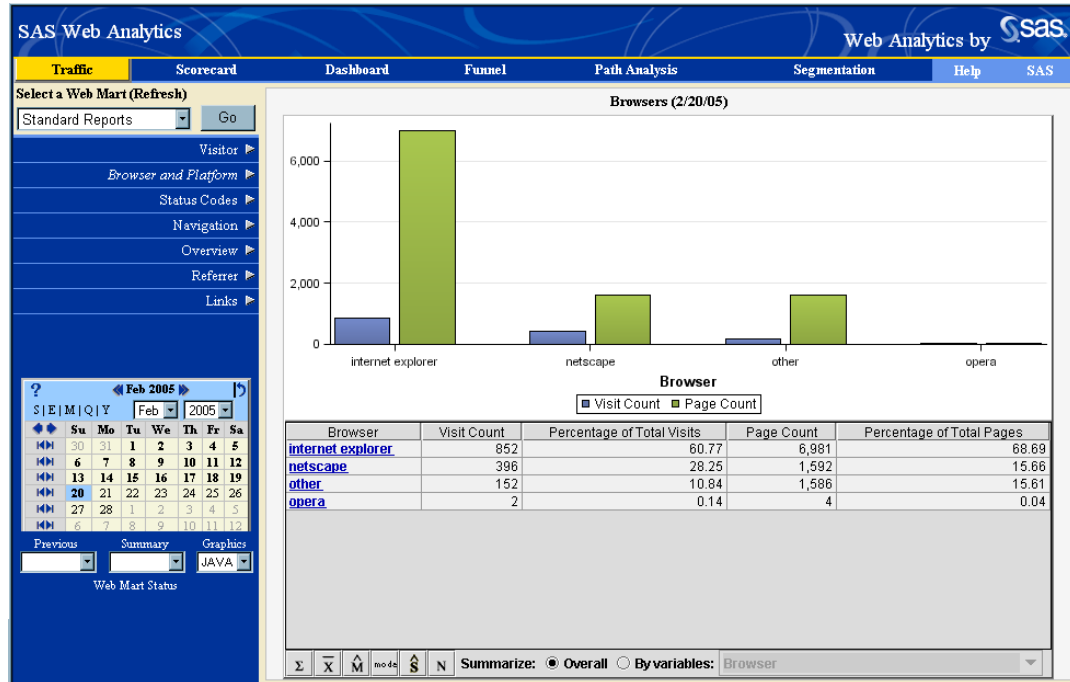 SAS Web Analytics
Web Analytics by sas.
Traffic Scorecard Dashboard Funnel Path Analysis Segmentation Help SAS
Select a Web Mart (Refresh)
Standard Reports Go
Visitor
Browser and Platform
Status Codes
Navigation
Overview
Referrer
Links
? Feb 2005
S|E|M|Q|Y Feb 2005
Su Mo Tu We Th Fr Sa
30 31 1 2 3 4 5
6 7 8 9 10 11 12
13 14 15 16 17 18 19
20 21 22 23 24 25 26
27 28 1 2 3 4 5
6 7 8 9 10 11 12
Previous Summary Graphics
JAVA
Web Mart Status
Browsers (2/20/05)
6,000
4,000
2,000
0
internet explorer netscape other opera
Browser
Visit Count Page Count
Browser Visit Count Percentage of Total Visits Page Count Percentage of Total Pages
internet explorer 852 60.77 6,981 68.69
netscape 396 28.25 1,592 15.66
other 152 10.84 1,586 15.61
opera 2 0.14 4 0.04
Σ X̅ M̂ mode Ŝ N Summarize: Overall By variables: Browser